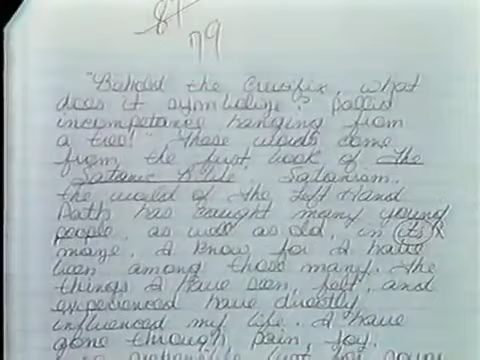 84
79
"Behold the Crucifix, what
does it symbolize? Pallid
incompetance hanging from
a tree!" These words come
from the first book of The
Satanic Bible. Satanism,
the world of the Left Hand
Path has caught many young
people, as well as old, in its
maze. I know for I have
been among those many. The
things I have seen, felt, and
experienced have directly
influenced my life. I have
gone through pain, joy,